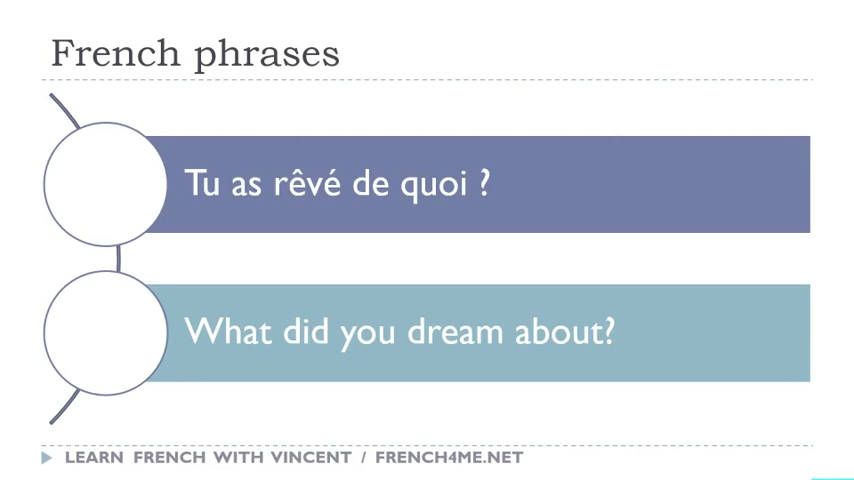 French phrases
Tu as rêvé de quoi ?
What did you dream about?
LEARN FRENCH WITH VINCENT / FRENCH4ME.NET